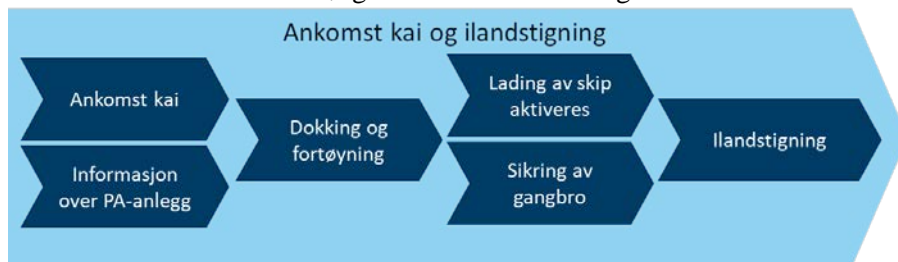 Ankomst kai og ilandstigning
Ankomst kai
Informasjon
over PA-anlegg
Dokking og
fortøyning
Lading av skip
aktiveres
Sikring av
gangbro
Ilandstigning